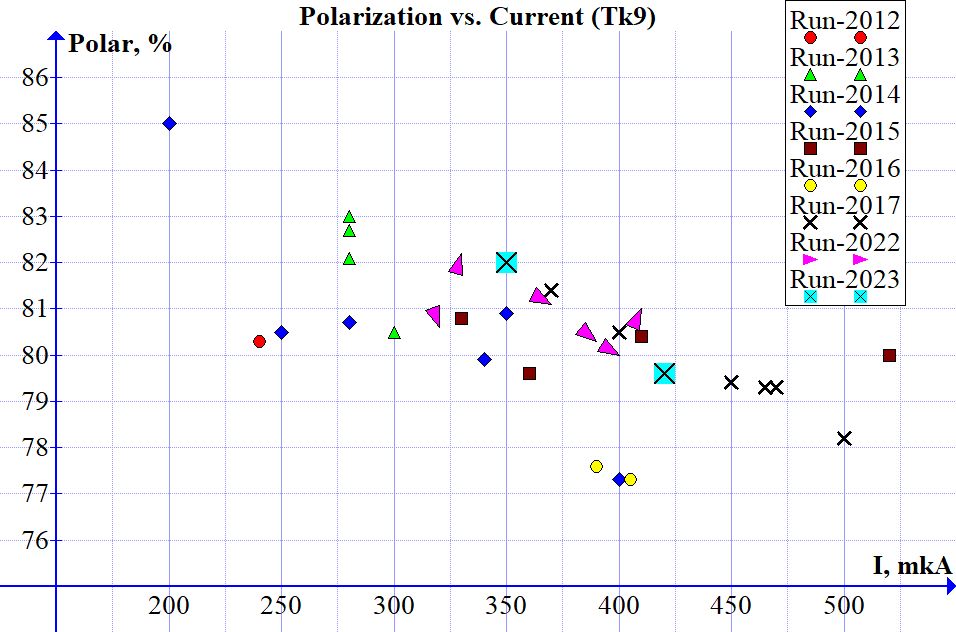 Polarization vs. Current (Tk9)
Polar, %
Run-2012
Run-2013
Run-2014
Run-2015
Run-2016
Run-2017
Run-2022
Run-2023
86
85
84
83
82
81
80
79
78
77
76
I, mkA
200 250 300 350 400 450 500